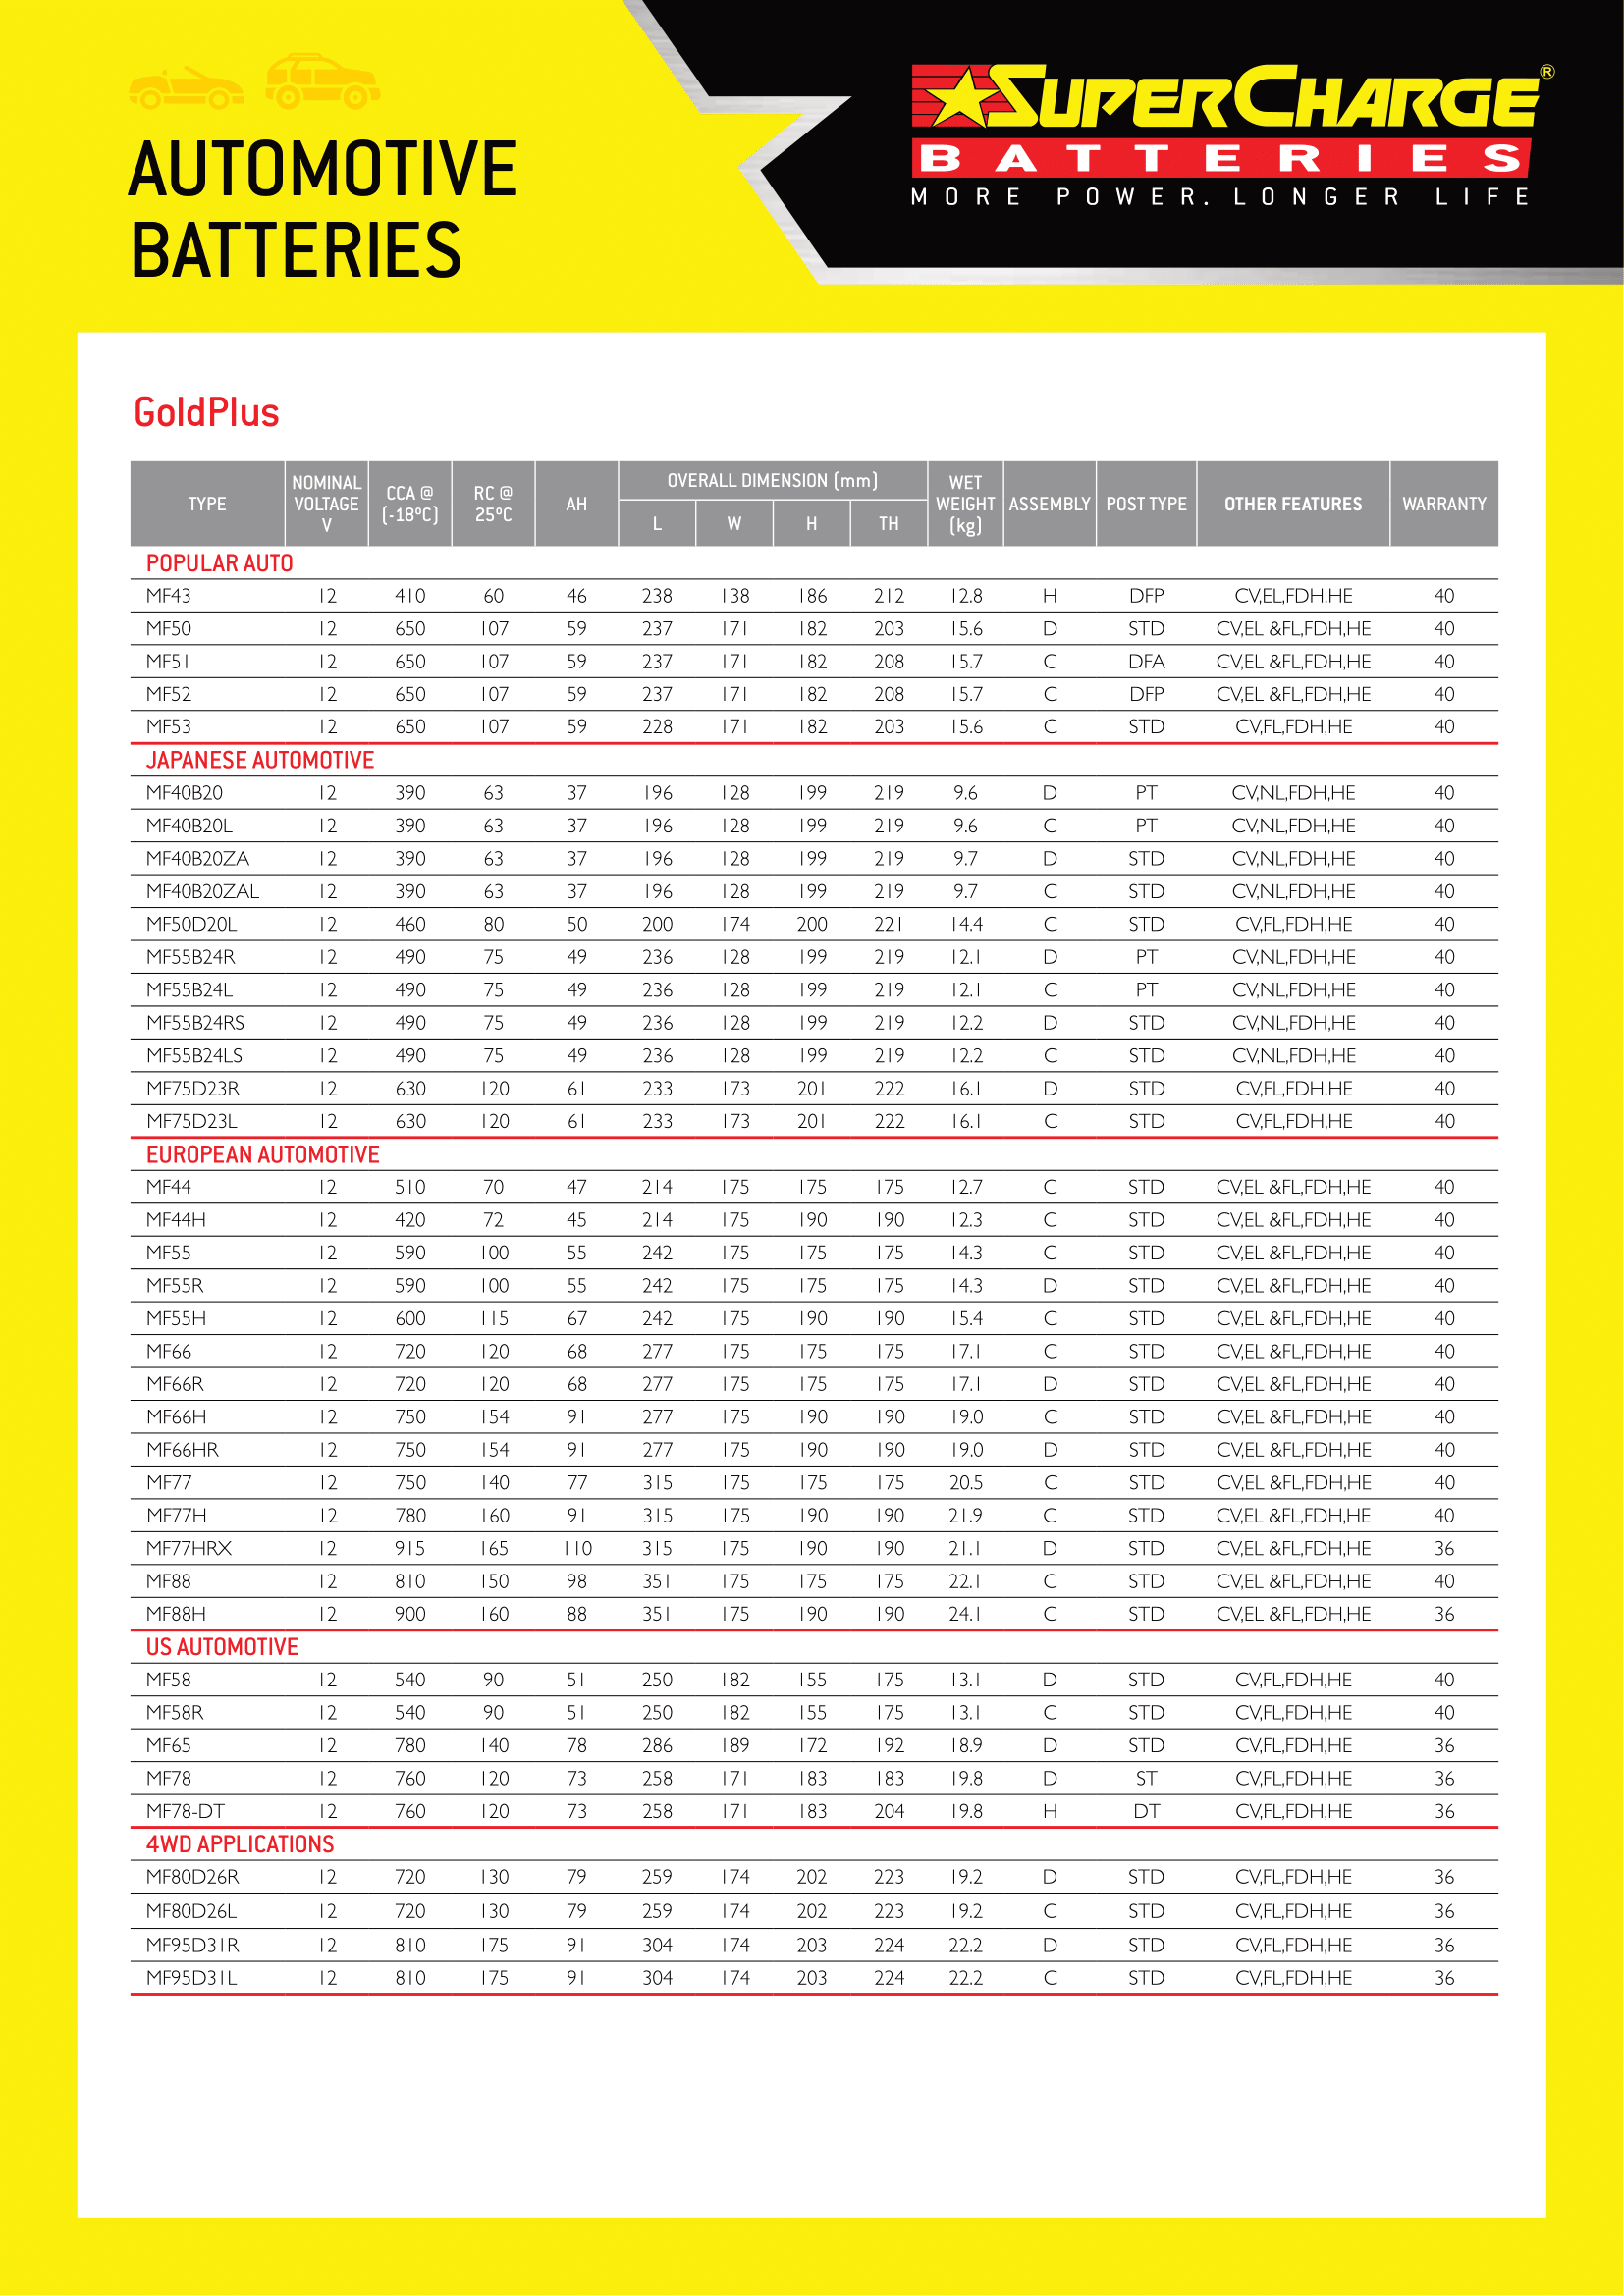 AUTOMOTIVE
BATTERIES
SUPERCHARGE®
BATTERIES
MORE POWER. LONGER LIFE
GoldPlus
TYPE NOMINAL VOLTAGE V CCA @ (-18ºC) RC @ 25ºC AH OVERALL DIMENSION (mm) L W H TH WET WEIGHT (kg) ASSEMBLY POST TYPE OTHER FEATURES WARRANTY
POPULAR AUTO
MF43 12 410 60 46 238 138 186 212 12.8 H DFP CV,EL,FDH,HE 40
MF50 12 650 107 59 237 171 182 203 15.6 D STD CV,EL &FL,FDH,HE 40
MF51 12 650 107 59 237 171 182 208 15.7 C DFA CV,EL &FL,FDH,HE 40
MF52 12 650 107 59 237 171 182 208 15.7 C DFP CV,EL &FL,FDH,HE 40
MF53 12 650 107 59 228 171 182 203 15.6 C STD CV,FL,FDH,HE 40
JAPANESE AUTOMOTIVE
MF40B20 12 390 63 37 196 128 199 219 9.6 D PT CV,NL,FDH,HE 40
MF40B20L 12 390 63 37 196 128 199 219 9.6 C PT CV,NL,FDH,HE 40
MF40B20ZA 12 390 63 37 196 128 199 219 9.7 D STD CV,NL,FDH,HE 40
MF40B20ZAL 12 390 63 37 196 128 199 219 9.7 C STD CV,NL,FDH,HE 40
MF50D20L 12 460 80 50 200 174 200 221 14.4 C STD CV,FL,FDH,HE 40
MF55B24R 12 490 75 49 236 128 199 219 12.1 D PT CV,NL,FDH,HE 40
MF55B24L 12 490 75 49 236 128 199 219 12.1 C PT CV,NL,FDH,HE 40
MF55B24RS 12 490 75 49 236 128 199 219 12.2 D STD CV,NL,FDH,HE 40
MF55B24LS 12 490 75 49 236 128 199 219 12.2 C STD CV,NL,FDH,HE 40
MF75D23R 12 630 120 61 233 173 201 222 16.1 D STD CV,FL,FDH,HE 40
MF75D23L 12 630 120 61 233 173 201 222 16.1 C STD CV,FL,FDH,HE 40
EUROPEAN AUTOMOTIVE
MF44 12 510 70 47 214 175 175 175 12.7 C STD CV,EL &FL,FDH,HE 40
MF44H 12 420 72 45 214 175 190 190 12.3 C STD CV,EL &FL,FDH,HE 40
MF55 12 590 100 55 242 175 175 175 14.3 C STD CV,EL &FL,FDH,HE 40
MF55R 12 590 100 55 242 175 175 175 14.3 D STD CV,EL &FL,FDH,HE 40
MF55H 12 600 115 67 242 175 190 190 15.4 C STD CV,EL &FL,FDH,HE 40
MF66 12 720 120 68 277 175 175 175 17.1 C STD CV,EL &FL,FDH,HE 40
MF66R 12 720 120 68 277 175 175 175 17.1 D STD CV,EL &FL,FDH,HE 40
MF66H 12 750 154 91 277 175 190 190 19.0 C STD CV,EL &FL,FDH,HE 40
MF66HR 12 750 154 91 277 175 190 190 19.0 D STD CV,EL &FL,FDH,HE 40
MF77 12 750 140 77 315 175 175 175 20.5 C STD CV,EL &FL,FDH,HE 40
MF77H 12 780 160 91 315 175 190 190 21.9 C STD CV,EL &FL,FDH,HE 40
MF77HRX 12 915 165 110 315 175 190 190 21.1 D STD CV,EL &FL,FDH,HE 36
MF88 12 810 150 98 351 175 175 175 22.1 C STD CV,EL &FL,FDH,HE 40
MF88H 12 900 160 88 351 175 190 190 24.1 C STD CV,EL &FL,FDH,HE 36
US AUTOMOTIVE
MF58 12 540 90 51 250 182 155 175 13.1 D STD CV,FL,FDH,HE 40
MF58R 12 540 90 51 250 182 155 175 13.1 C STD CV,FL,FDH,HE 40
MF65 12 780 140 78 286 189 172 192 18.9 D STD CV,FL,FDH,HE 36
MF78 12 760 120 73 258 171 183 183 19.8 D ST CV,FL,FDH,HE 36
MF78-DT 12 760 120 73 258 171 183 204 19.8 H DT CV,FL,FDH,HE 36
4WD APPLICATIONS
MF80D26R 12 720 130 79 259 174 202 223 19.2 D STD CV,FL,FDH,HE 36
MF80D26L 12 720 130 79 259 174 202 223 19.2 C STD CV,FL,FDH,HE 36
MF95D31R 12 810 175 91 304 174 203 224 22.2 D STD CV,FL,FDH,HE 36
MF95D31L 12 810 175 91 304 174 203 224 22.2 C STD CV,FL,FDH,HE 36